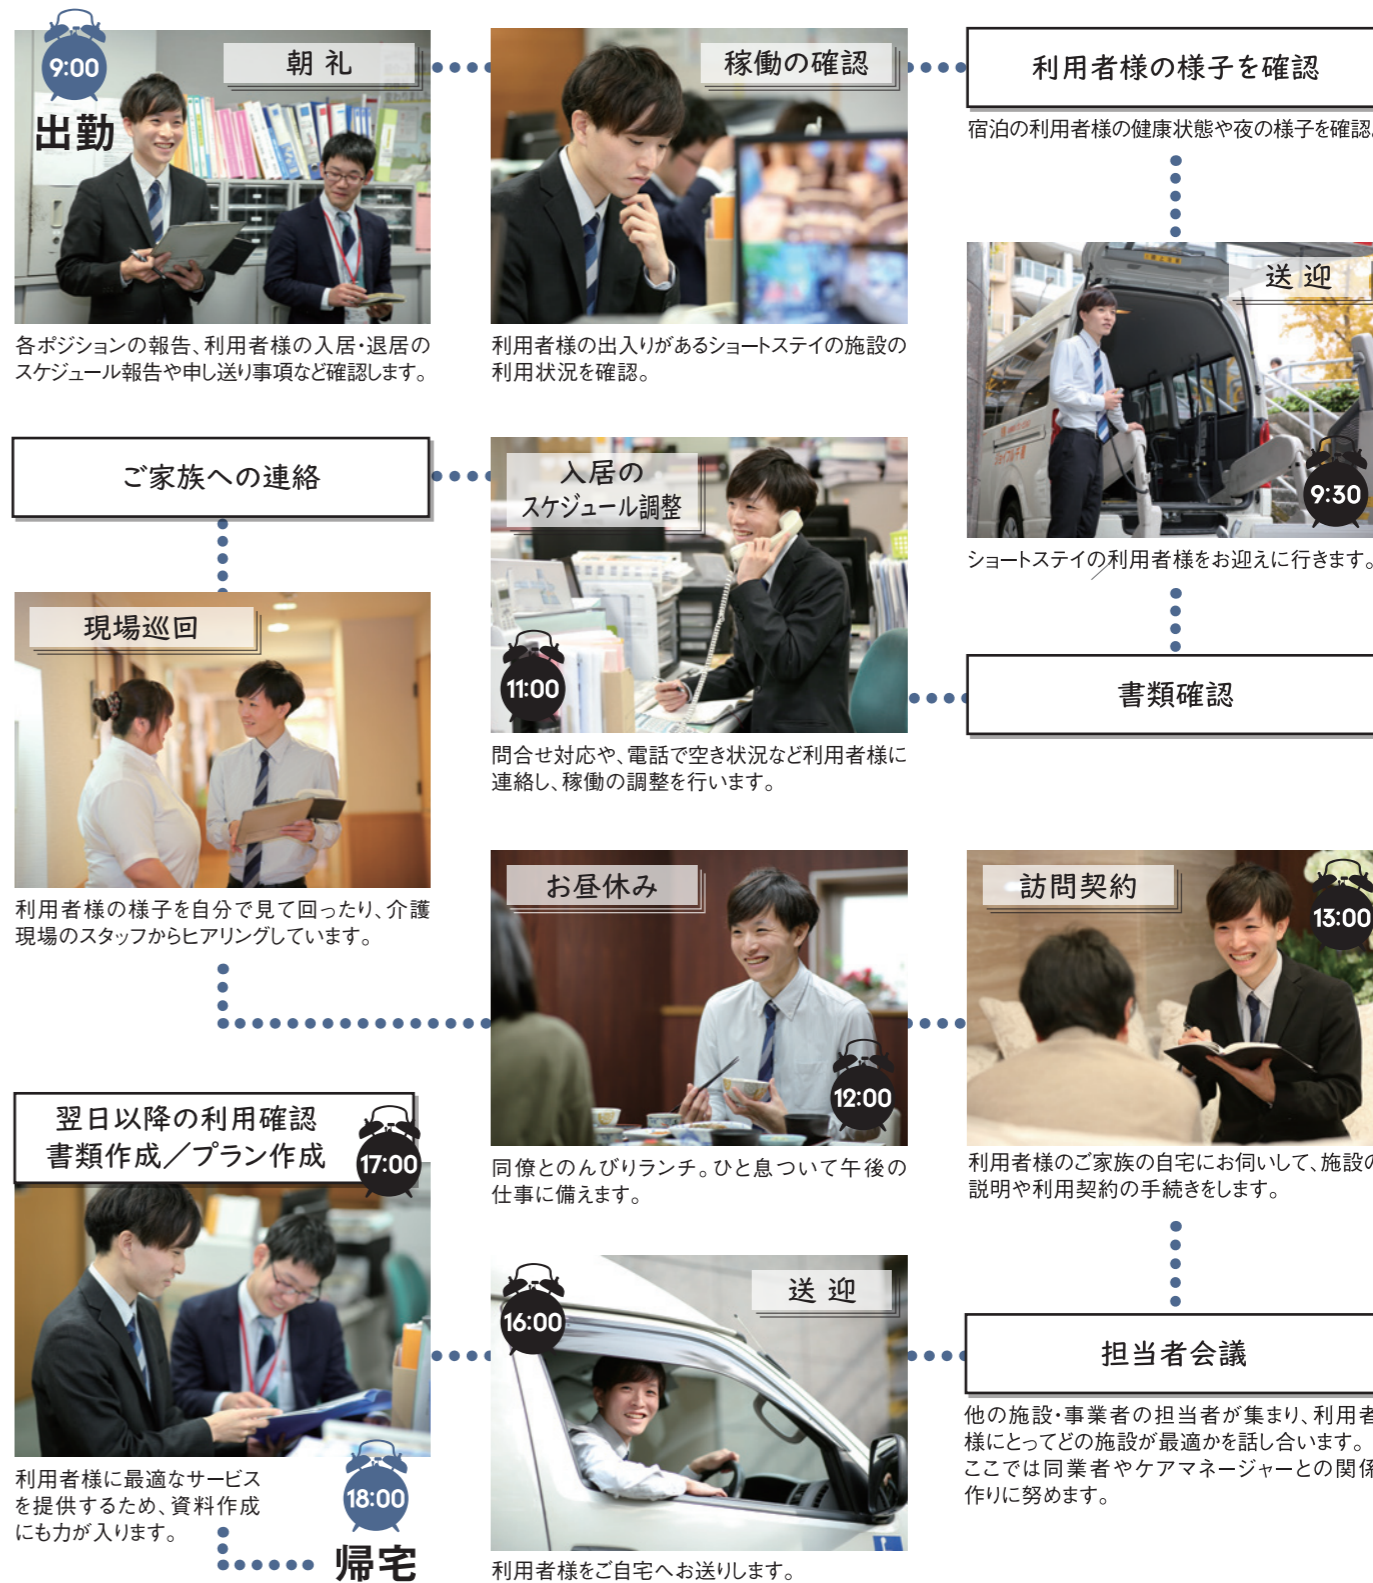 9:00
出勤
朝礼
各ポジションの報告、利用者様の入居・退居の
スケジュール報告や申し送り事項など確認します。
稼働の確認
利用者様の出入りがあるショートステイの施設の
利用状況を確認。
利用者様の様子を確認
宿泊の利用者様の健康状態や夜の様子を確認。
送迎
9:30
ジョイフル千種
ショートステイの利用者様をお迎えに行きます。
書類確認
入居の
スケジュール調整
11:00
問合せ対応や、電話で空き状況など利用者様に
連絡し、稼働の調整を行います。
ご家族への連絡
現場巡回
利用者様の様子を自分で見て回ったり、介護
現場のスタッフからヒアリングしています。
お昼休み
12:00
同僚とのんびりランチ。ひと息ついて午後の
仕事に備えます。
訪問契約
13:00
利用者様のご家族の自宅にお伺いして、施設の
説明や利用契約の手続きをします。
担当者会議
他の施設・事業者の担当者が集まり、利用者
様にとってどの施設が最適かを話し合います。
ここでは同業者やケアマネージャーとの関係
作りに努めます。
16:00
送迎
利用者様をご自宅へお送りします。
翌日以降の利用確認
書類作成／プラン作成
17:00
利用者様に最適なサービス
を提供するため、資料作成
にも力が入ります。
18:00
帰宅